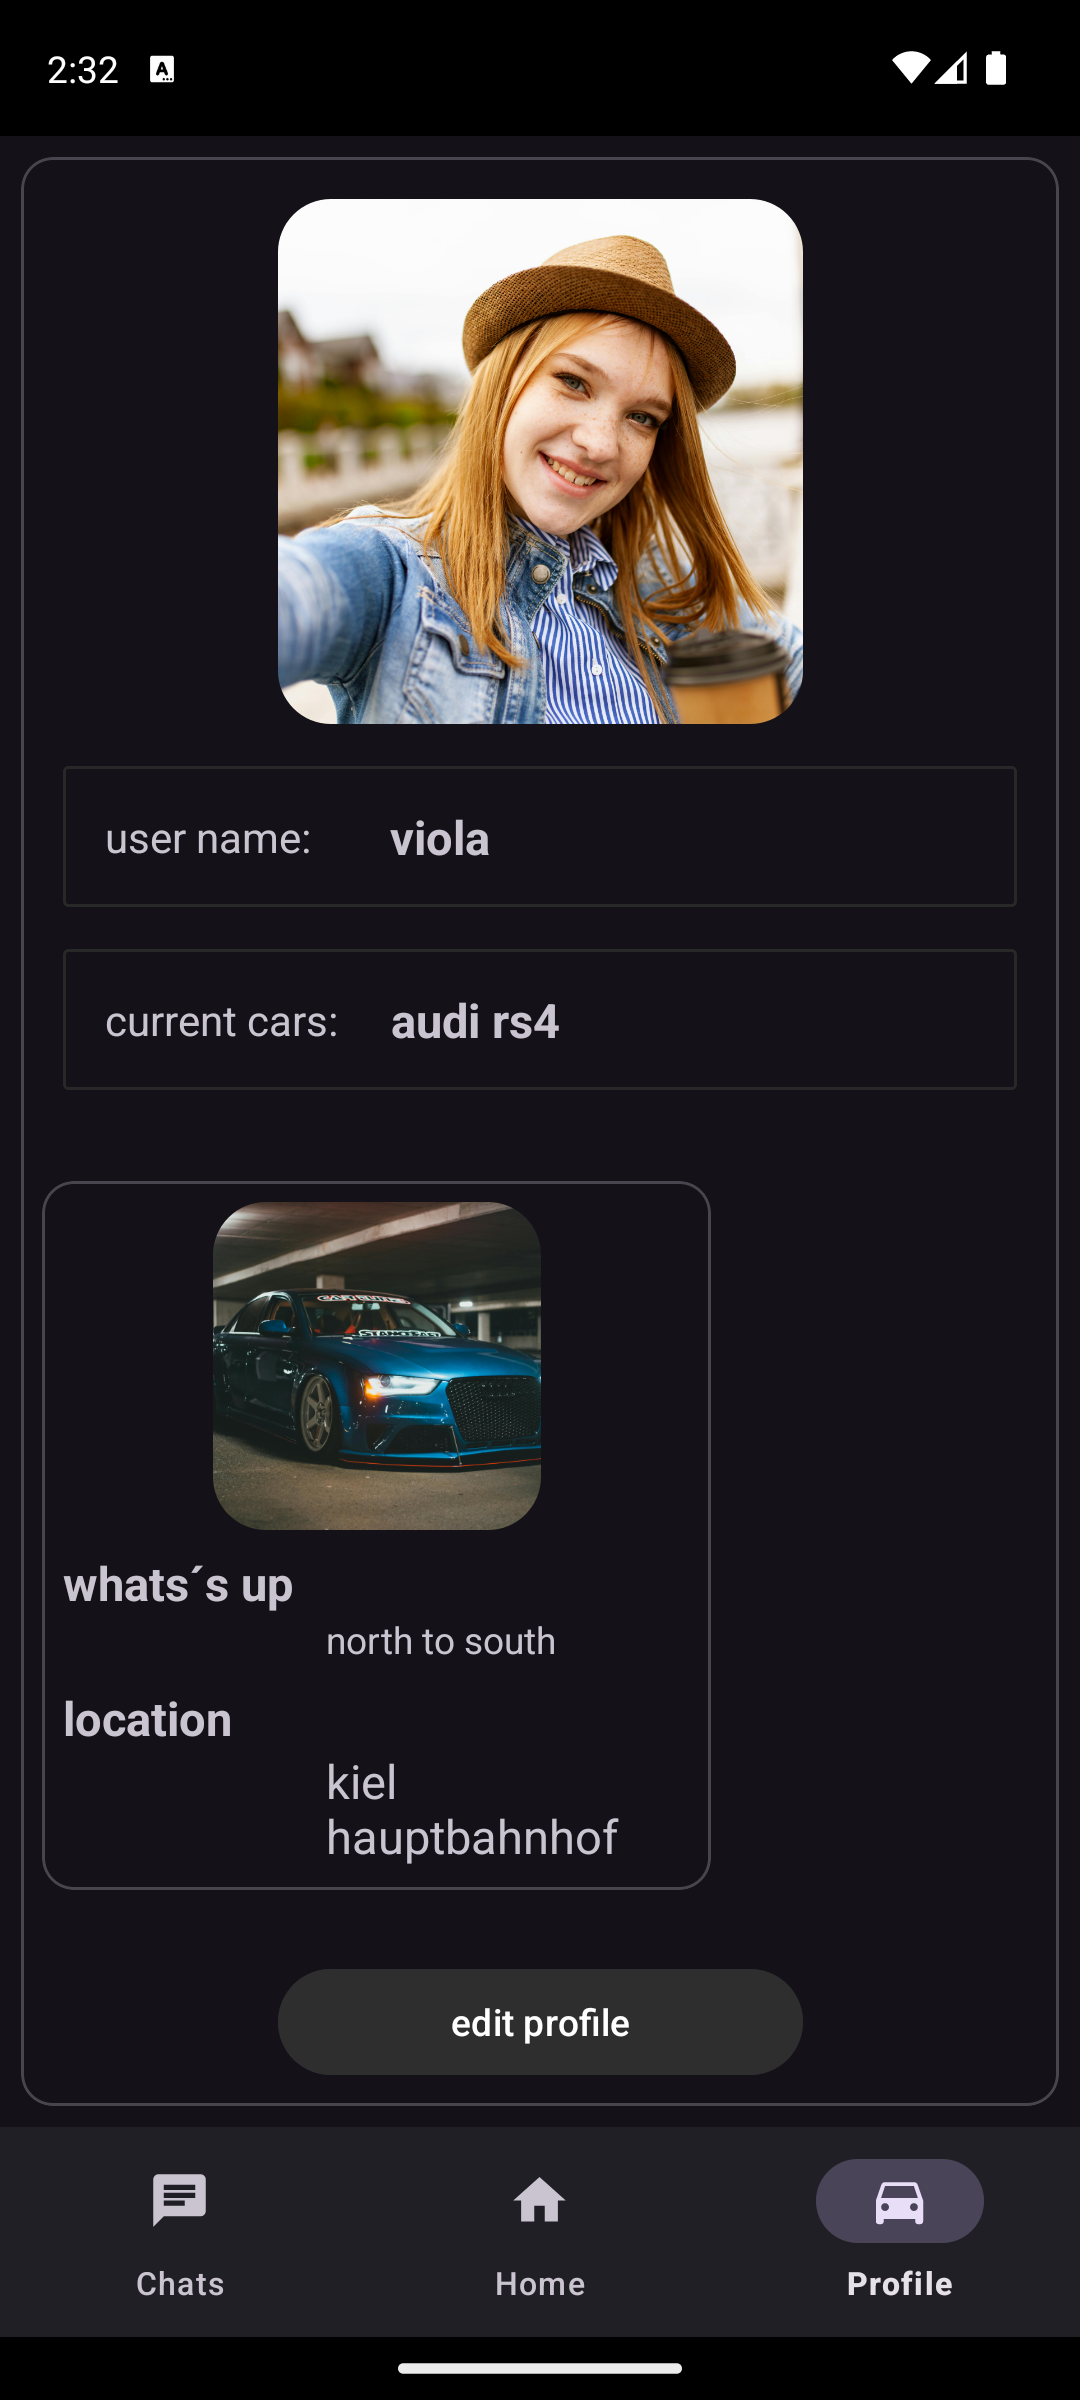 2:32
A
user name: viola
current cars: audi rs4
whats´s up
north to south
location
kiel
hauptbahnhof
edit profile
Chats Home Profile